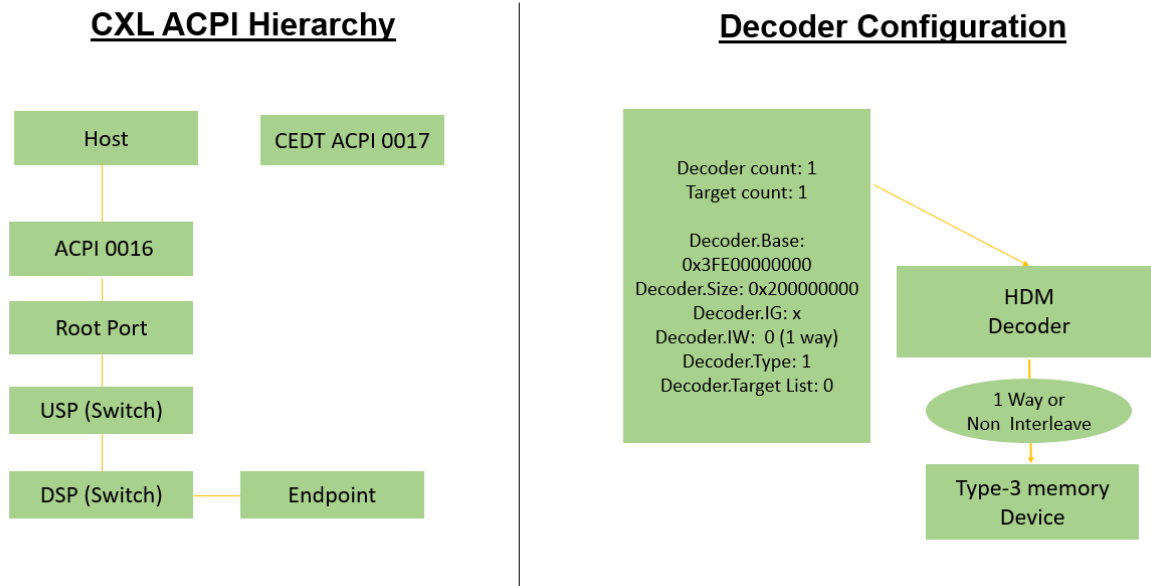 CXL ACPI Hierarchy
Host
CEDT ACPI 0017
ACPI 0016
Root Port
USP (Switch)
DSP (Switch)
Endpoint
Decoder Configuration
Decoder count: 1
Target count: 1
Decoder.Base:
0x3FE00000000
Decoder.Size: 0x200000000
Decoder.IG: x
Decoder.IW:  0 (1 way)
Decoder.Type: 1
Decoder.Target List: 0
HDM
Decoder
1 Way or
Non  Interleave
Type-3 memory
Device